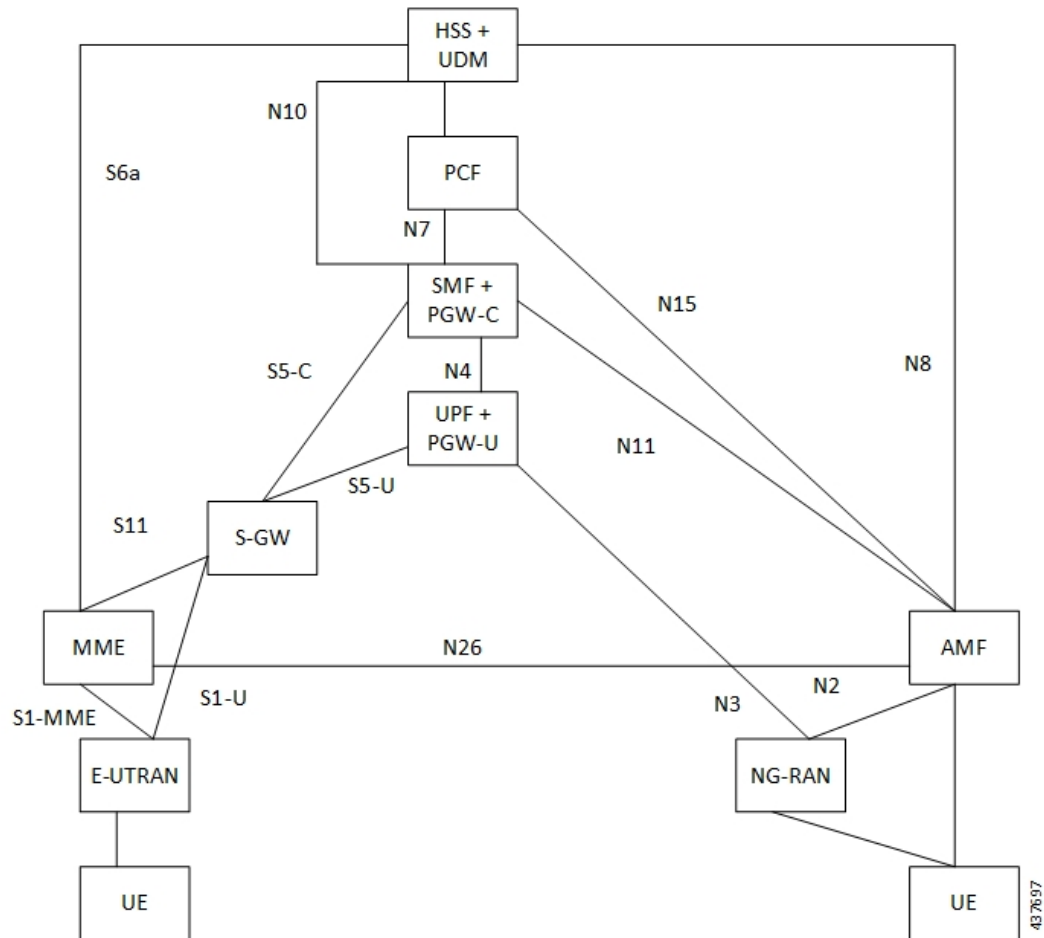 HSS +
UDM
N10
S6a
PCF
N7
SMF +
PGW-C
N15
S5-C
N4
N8
UPF +
PGW-U
N11
S5-U
S11
S-GW
MME
N26
AMF
N2
S1-U
N3
S1-MME
E-UTRAN
NG-RAN
UE
UE
437697